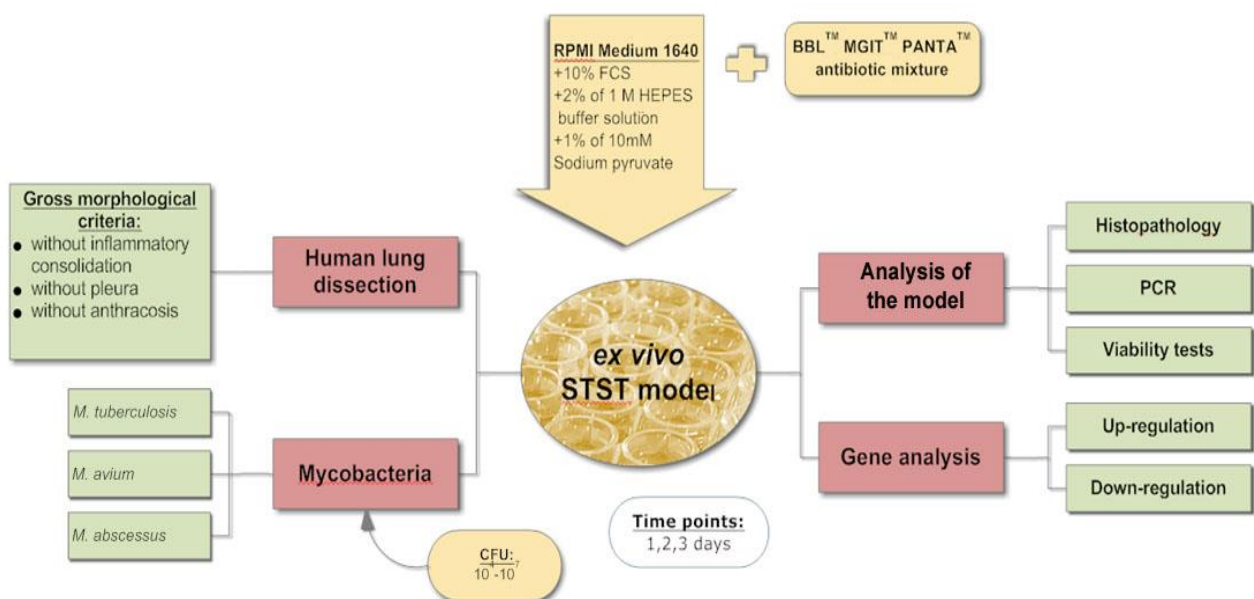 RPMI Medium 1640
+10% FCS
+2% of 1 M HEPES
buffer solution
+1% of 10mM
Sodium pyruvate
BBL™ MGIT™ PANTA™
antibiotic mixture
Gross morphological
criteria:
● without inflammatory
consolidation
● without pleura
● without anthracosis
Human lung
dissection
M. tuberculosis
M. avium
M. abscessus
Mycobacteria
CFU:
10⁴-10⁷
ex vivo
STST model
Time points:
1,2,3 days
Analysis of
the model
Histopathology
PCR
Viability tests
Gene analysis
Up-regulation
Down-regulation